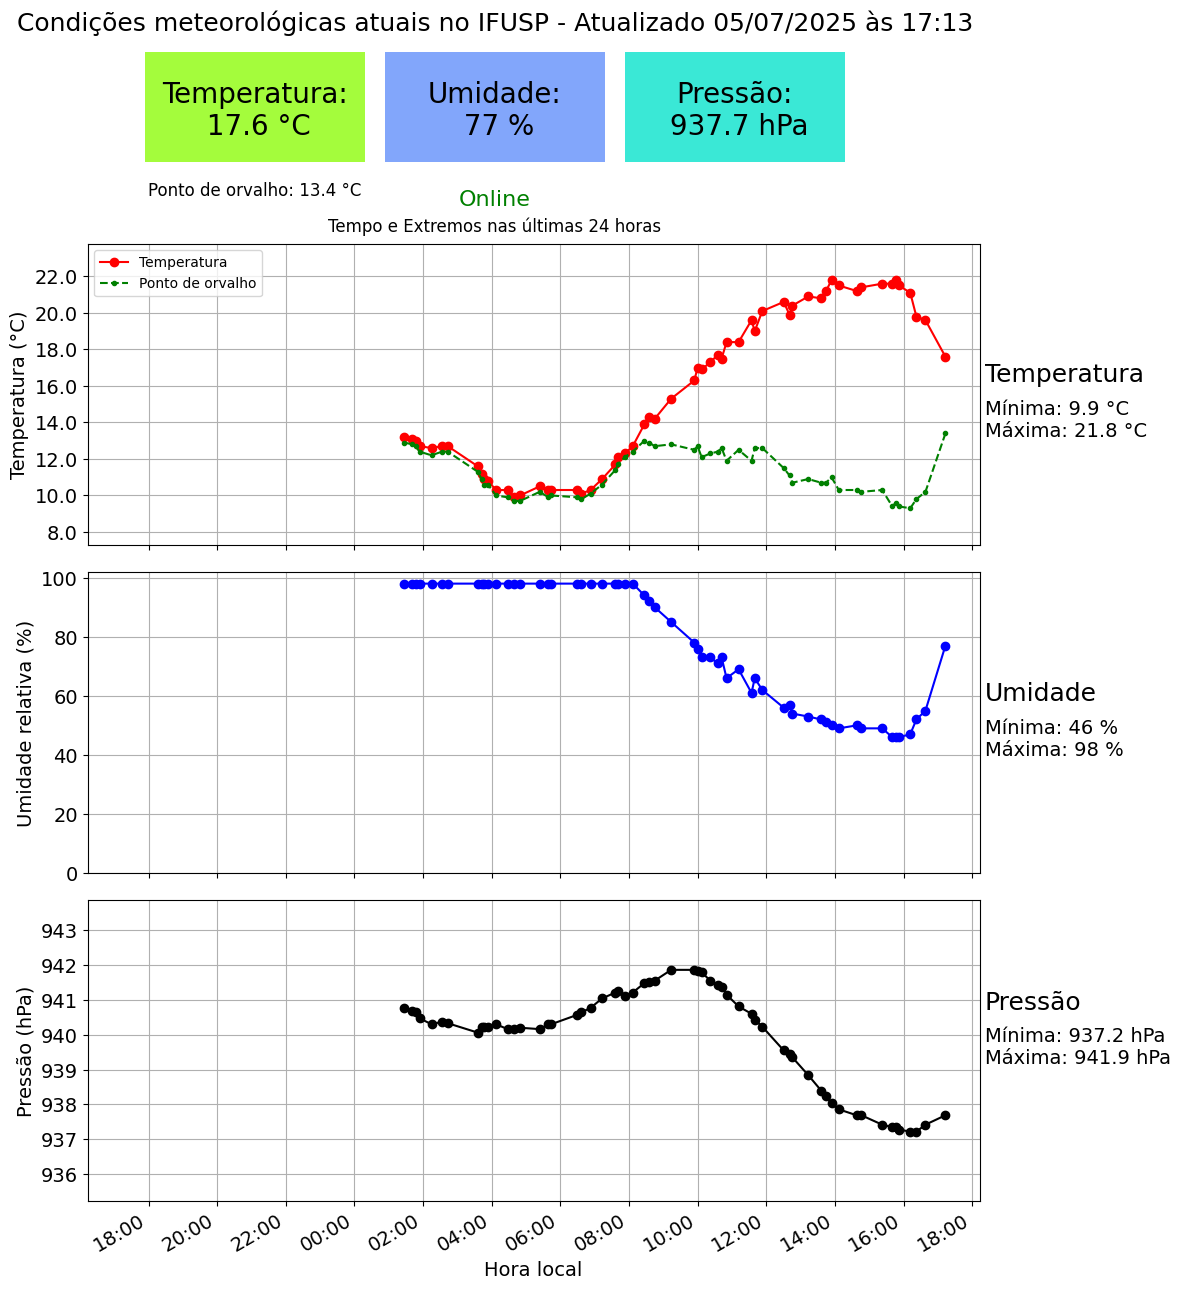 Condições meteorológicas atuais no IFUSP - Atualizado 05/07/2025 às 17:13
Temperatura:
17.6 °C
Umidade:
77 %
Pressão:
937.7 hPa
Ponto de orvalho: 13.4 °C
Online
Tempo e Extremos nas últimas 24 horas
Temperatura
Ponto de orvalho
Temperatura (°C)
22.0
20.0
18.0
16.0
14.0
12.0
10.0
8.0
Temperatura
Mínima: 9.9 °C
Máxima: 21.8 °C
Umidade relativa (%)
100
80
60
40
20
0
Umidade
Mínima: 46 %
Máxima: 98 %
Pressão (hPa)
943
942
941
940
939
938
937
936
Pressão
Mínima: 937.2 hPa
Máxima: 941.9 hPa
18:00 20:00 22:00 00:00 02:00 04:00 06:00 08:00 10:00 12:00 14:00 16:00 18:00
Hora local